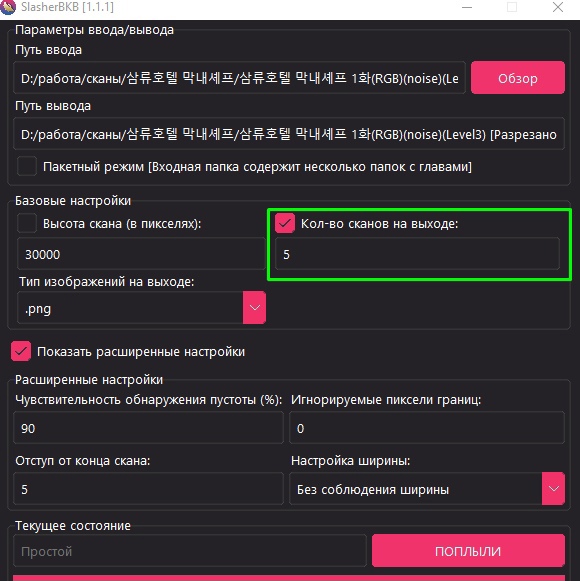 SlasherBKB [1.1.1]
Параметры ввода/вывода
Путь ввода
D:/работа/сканы/삼류호텔 막내셰프/삼류호텔 막내셰프 1화(RGB)(noise)(Le
Обзор
Путь вывода
D:/работа/сканы/삼류호텔 막내셰프/삼류호텔 막내셰프 1화(RGB)(noise)(Level3) [Разрезано
Пакетный режим [Входная папка содержит несколько папок с главами]
Базовые настройки
Высота скана (в пикселях):
Кол-во сканов на выходе:
30000
5
Тип изображений на выходе:
.png
Показать расширенные настройки
Расширенные настройки
Чувствительность обнаружения пустоты (%):
Игнорируемые пиксели границ:
90
0
Отступ от конца скана:
Настройка ширины:
5
Без соблюдения ширины
Текущее состояние
Простой
ПОПЛЫЛИ